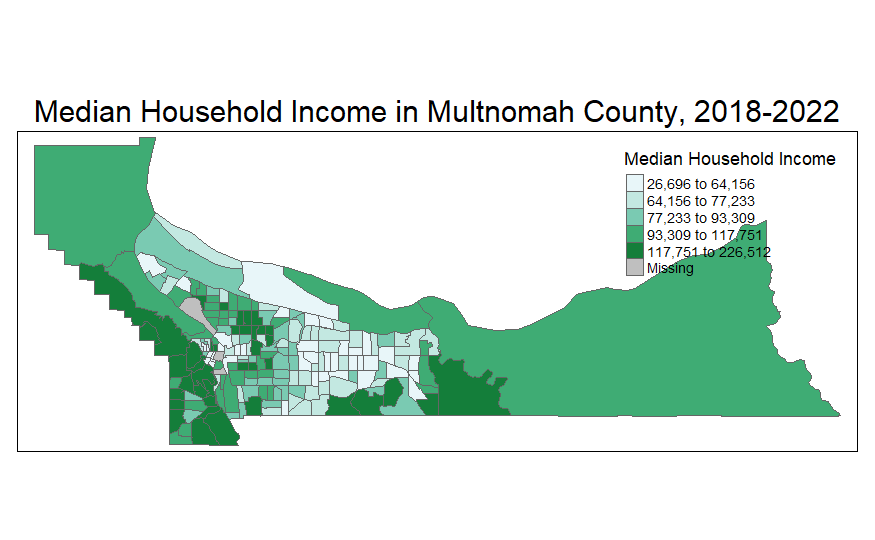 Median Household Income in Multnomah County, 2018-2022
Median Household Income
26,696 to 64,156
64,156 to 77,233
77,233 to 93,309
93,309 to 117,751
117,751 to 226,512
Missing